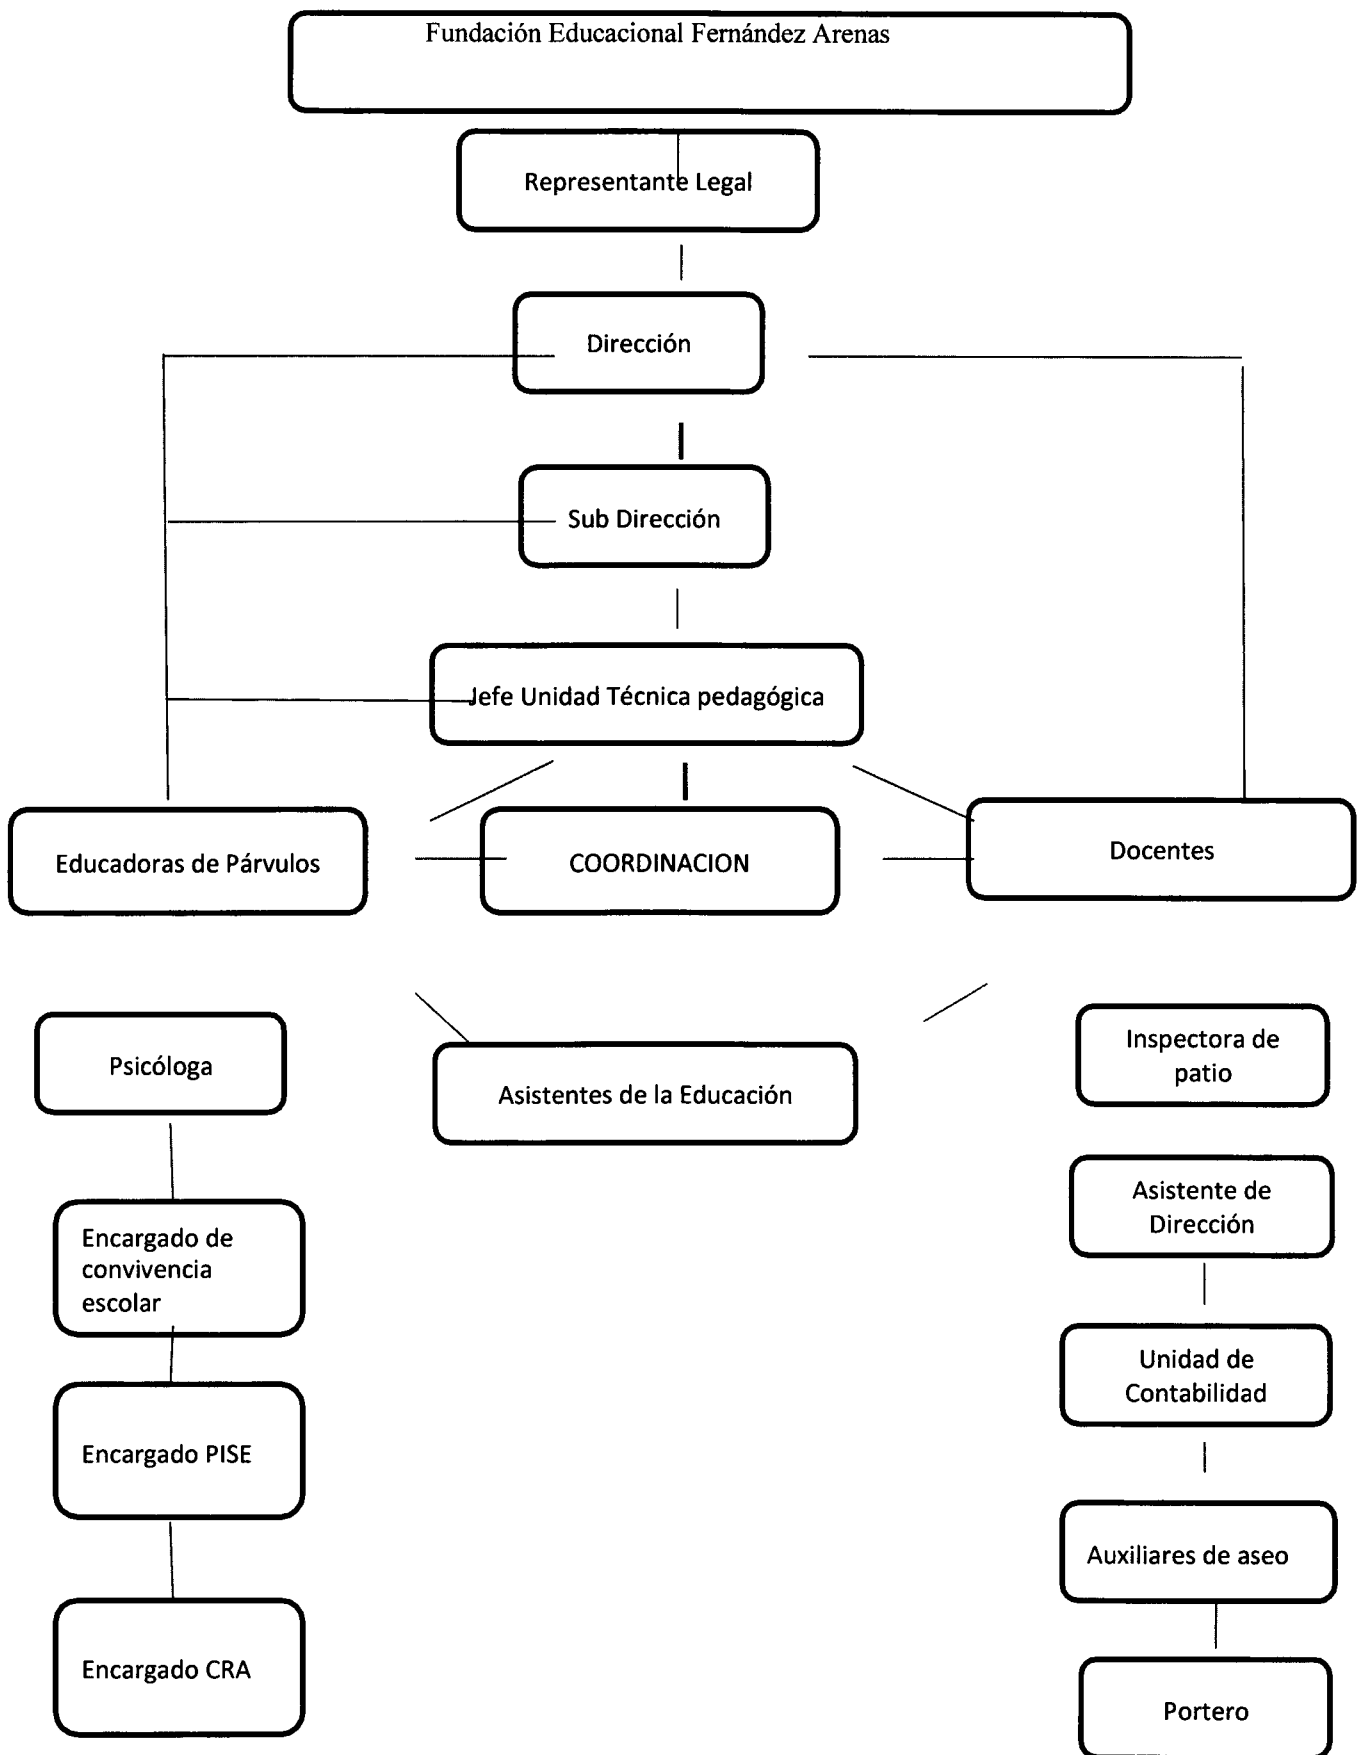 Fundación Educacional Fernández Arenas
Representante Legal
Dirección
Sub Dirección
Jefe Unidad Técnica pedagógica
Educadoras de Párvulos
COORDINACION
Docentes
Psicóloga
Asistentes de la Educación
Inspectora de
patio
Encargado de
convivencia
escolar
Asistente de
Dirección
Encargado PISE
Unidad de
Contabilidad
Encargado CRA
Auxiliares de aseo
Portero